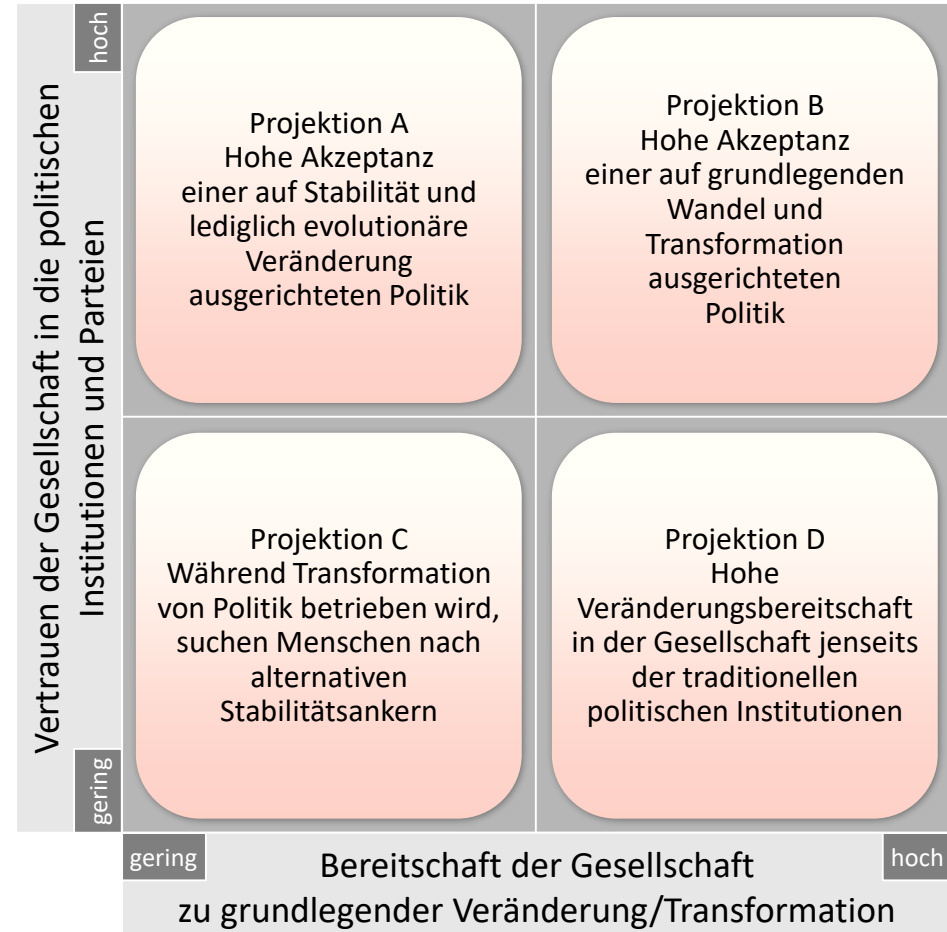 Vertrauen der Gesellschaft in die politischen
Institutionen und Parteien
hoch
gering
Projektion A
Hohe Akzeptanz
einer auf Stabilität und
lediglich evolutionäre
Veränderung
ausgerichteten Politik
Projektion B
Hohe Akzeptanz
einer auf grundlegenden
Wandel und
Transformation
ausgerichteten
Politik
Projektion C
Während Transformation
von Politik betrieben wird,
suchen Menschen nach
alternativen
Stabilitätsankern
Projektion D
Hohe
Veränderungsbereitschaft
in der Gesellschaft jenseits
der traditionellen
politischen Institutionen
gering
hoch
Bereitschaft der Gesellschaft
zu grundlegender Veränderung/Transformation